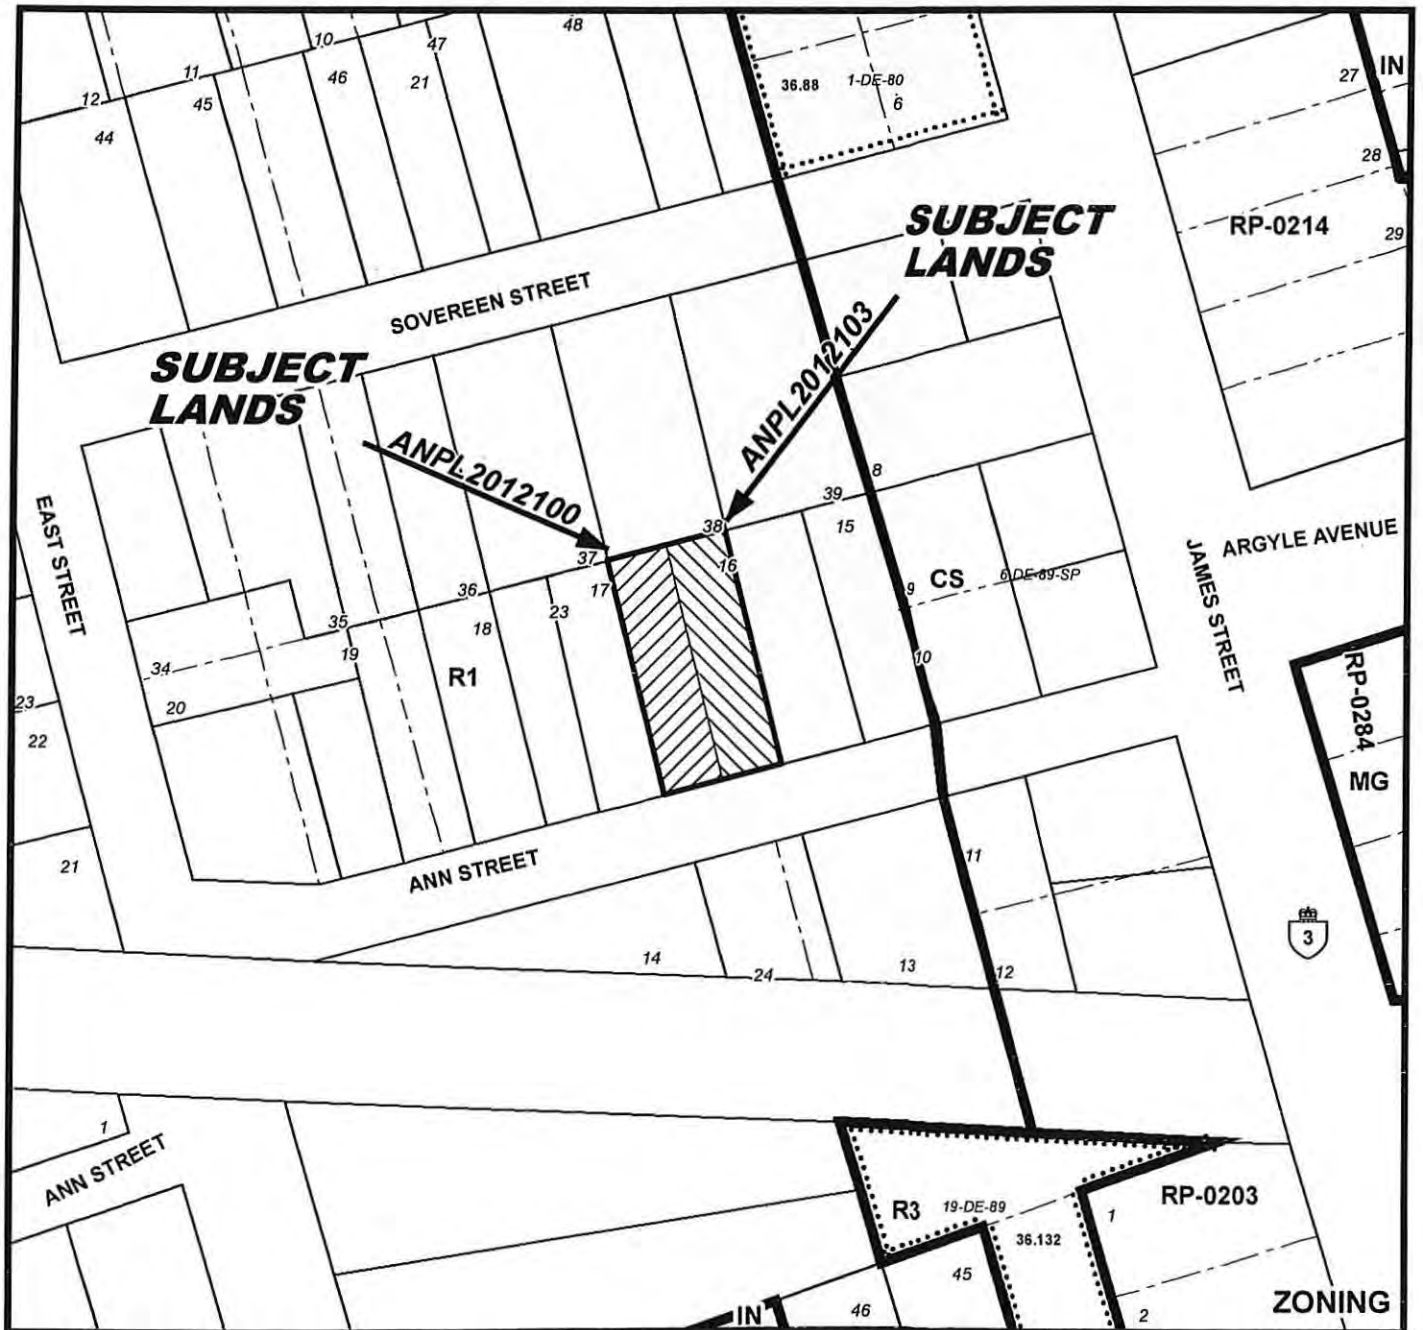 48
47
10
11
12
46
21
45
44
36.88
1-DE-80
6
27
IN
28
RP-0214
29
SUBJECT
LANDS
SOVEREEN STREET
SUBJECT
LANDS
ANPL2012103
ANPL2012100
8
39
15
38
37
16
17
36
18
23
35
19
34
20
R1
9
CS
6-DE-89-SP
10
EAST STREET
ARGYLE AVENUE
JAMES STREET
23
22
21
RP-0284
MG
ANN STREET
11
14
24
13
12
3
1
ANN STREET
R3
19-DE-89
36.132
1
RP-0203
45
46
IN
2
ZONING